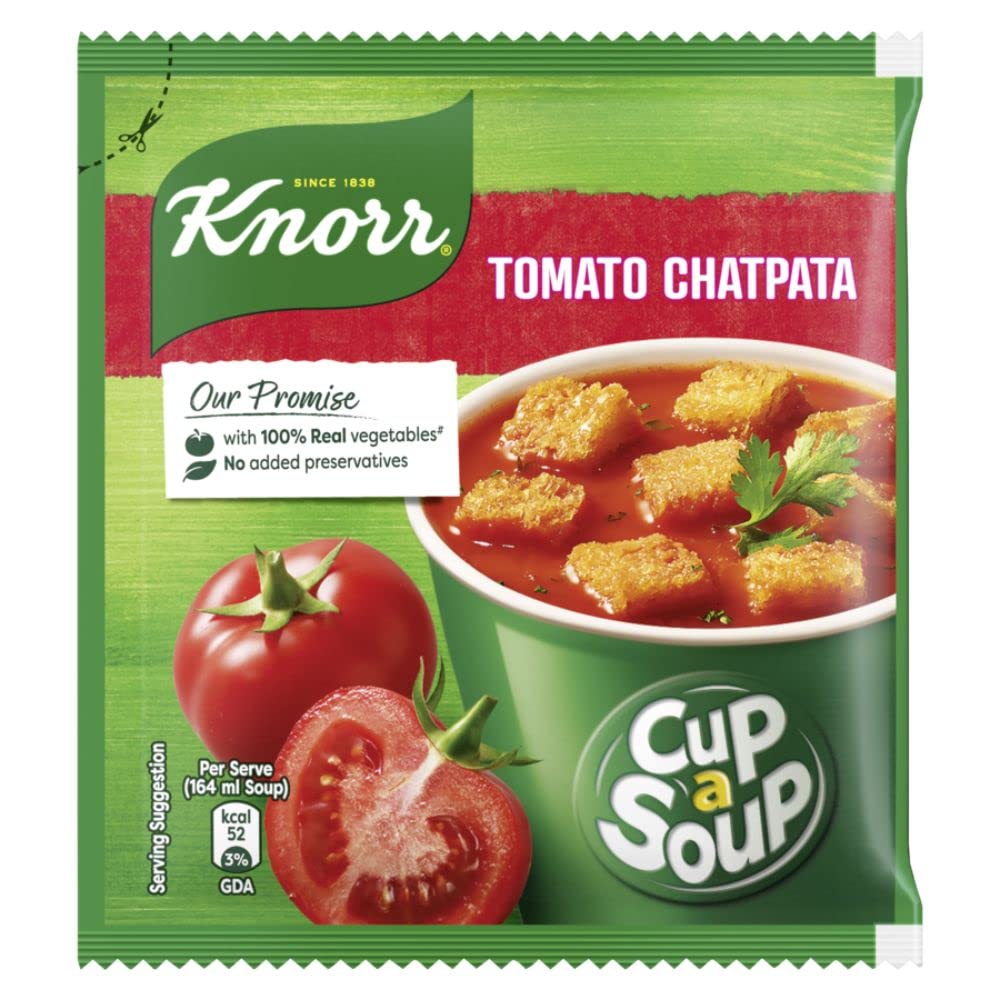 SINCE 1838
Knorr®
TOMATO CHATPATA
Our Promise
with 100% Real vegetables#
No added preservatives
Serving Suggestion
Per Serve
(164 ml Soup)
kcal
52
3%
GDA
Cup
a
Soup